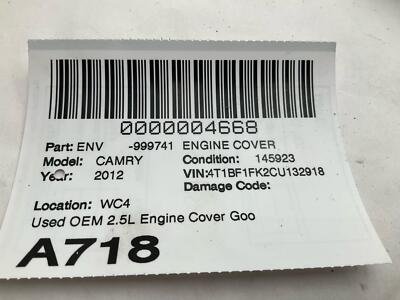 0000004668
Part: ENV -999741 ENGINE COVER
Model: CAMRY Condition: 145923
Year: 2012 VIN:4T1BF1FK2CU132918
Damage Code:
Location: WC4
Used OEM 2.5L Engine Cover Goo
A718